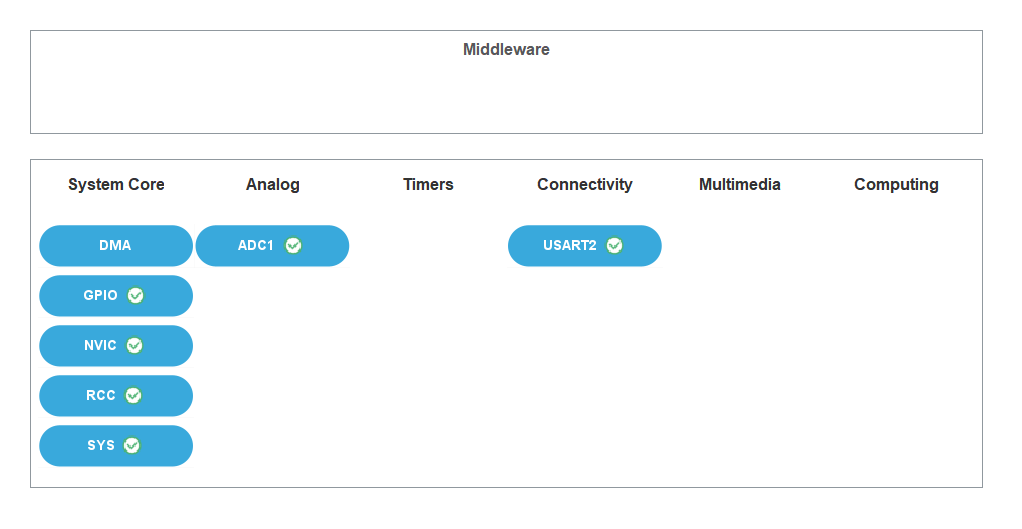 Middleware
System Core Analog Timers Connectivity Multimedia Computing
DMA ADC1 USART2
GPIO
NVIC
RCC
SYS